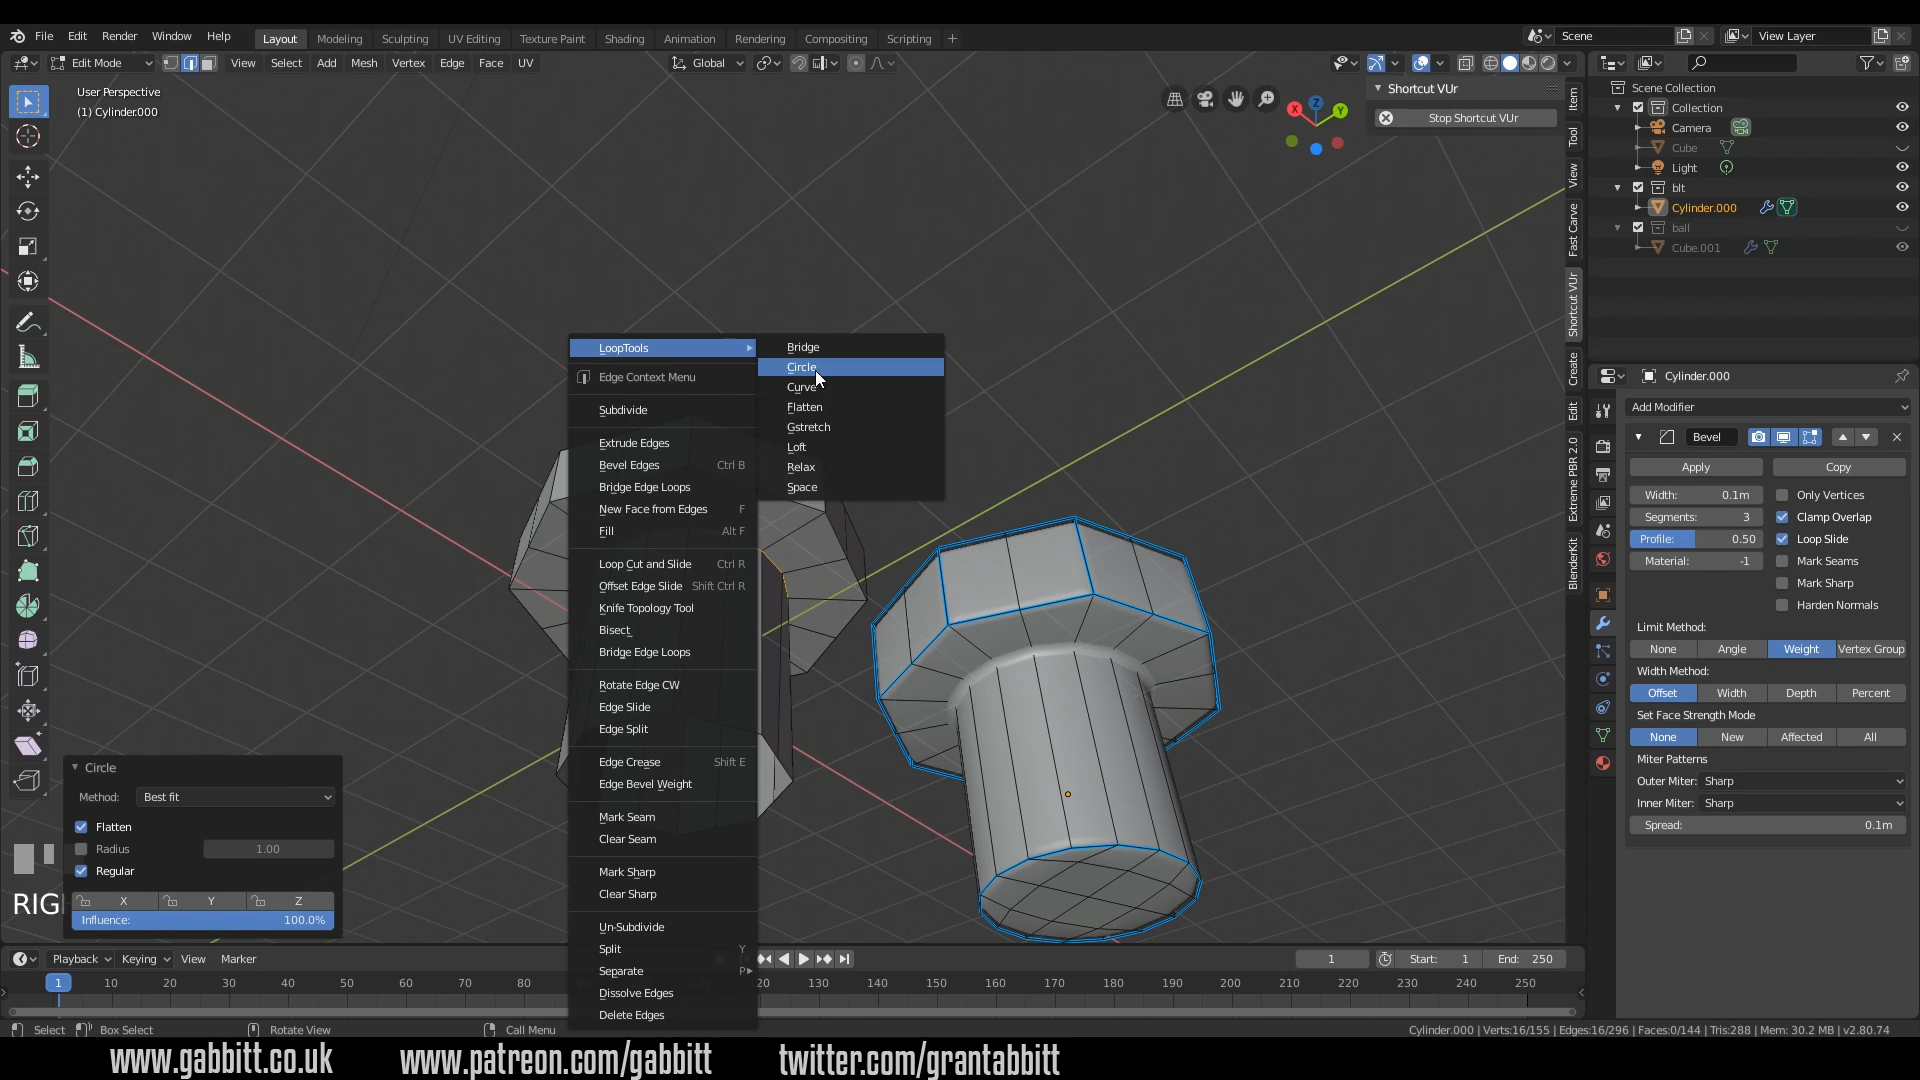 File Edit Render Window Help Layout Modeling Sculpting UV Editing Texture Paint Shading Animation Rendering Compositing Scripting + Scene View Layer
Edit Mode View Select Add Mesh Vertex Edge Face UV Global
User Perspective
(1) Cylinder.000
X Z Y
Shortcut VUr
Stop Shortcut VUr
Item
Tool
View
Fast Carve
Shortcut VUr
Create
Edit
Extreme PBR 2.0
BlenderKit
Scene Collection
Collection
Camera
Cube
Light
blt
Cylinder.000
ball
Cube.001
LoopTools
Edge Context Menu
Subdivide
Extrude Edges
Bevel Edges Ctrl B
Bridge Edge Loops
New Face from Edges F
Fill Alt F
Loop Cut and Slide Ctrl R
Offset Edge Slide Shift Ctrl R
Knife Topology Tool
Bisect
Bridge Edge Loops
Rotate Edge CW
Edge Slide
Edge Split
Edge Crease Shift E
Edge Bevel Weight
Mark Seam
Clear Seam
Mark Sharp
Clear Sharp
Un-Subdivide
Split Y
Separate P
Dissolve Edges
Delete Edges
Bridge
Circle
Curve
Flatten
Gstretch
Loft
Relax
Space
Cylinder.000
Add Modifier
Bevel
Apply Copy
Width: 0.1m Only Vertices
Segments: 3 Clamp Overlap
Profile: 0.50 Loop Slide
Material: -1 Mark Seams
Mark Sharp
Harden Normals
Limit Method:
None Angle Weight Vertex Group
Width Method:
Offset Width Depth Percent
Set Face Strength Mode
None New Affected All
Miter Patterns
Outer Miter: Sharp
Inner Miter: Sharp
Spread: 0.1m
Circle
Method: Best fit
Flatten
Radius 1.00
Regular
X Y Z
Influence: 100.0%
RIG
Playback Keying View Marker 1 Start: 1 End: 250
1 10 20 30 40 50 60 70 80 20 130 140 150 160 170 180 190 200 210 220 230 240 250
Select Box Select Rotate View Call Menu Cylinder.000 | Verts:16/155 | Edges:16/296 | Faces:0/144 | Tris:288 | Mem: 30.2 MB | v2.80.74
www.gabbitt.co.uk www.patreon.com/gabbitt twitter.com/grantabbitt